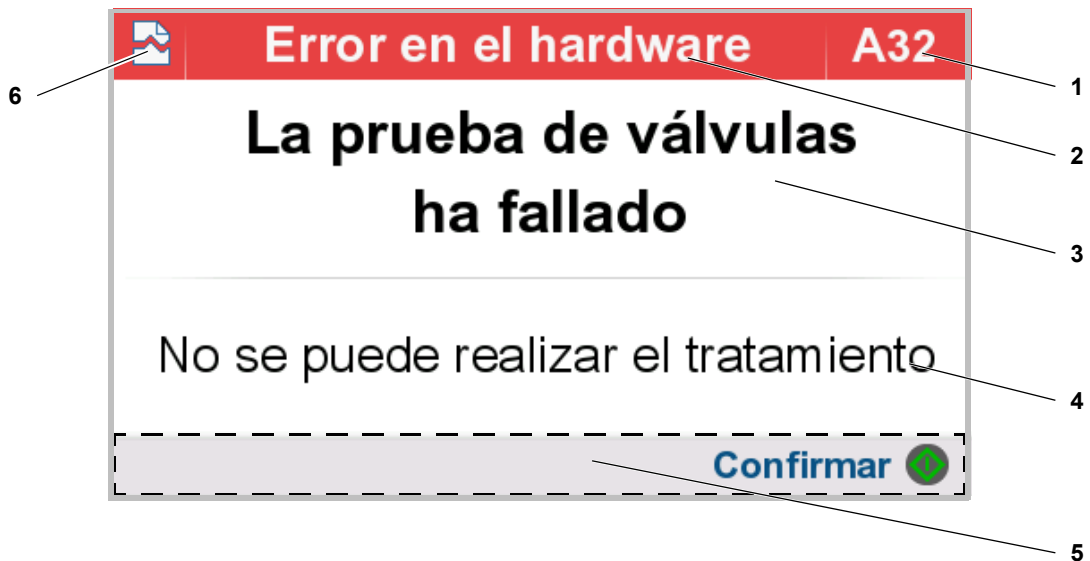 Error en el hardware A32
6
1
La prueba de válvulas
2
ha fallado
3
No se puede realizar el tratamiento
4
Confirmar
5